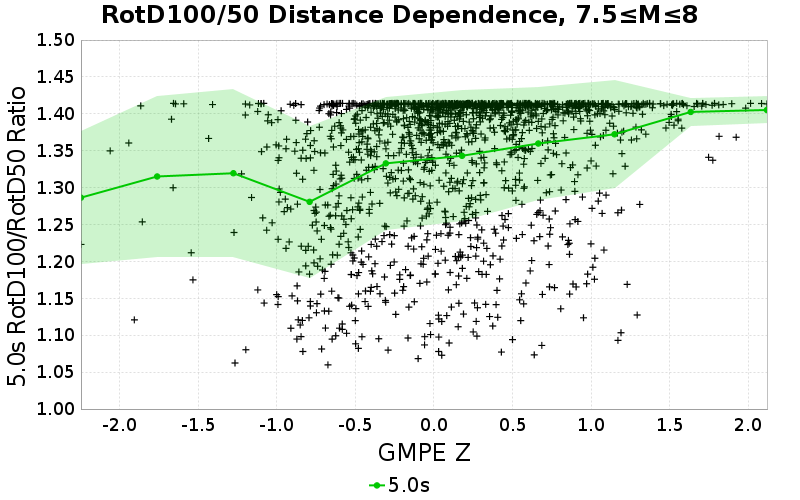 RotD100/50 Distance Dependence, 7.5≤M≤8
5.0s RotD100/RotD50 Ratio
1.50
1.45
1.40
1.35
1.30
1.25
1.20
1.15
1.10
1.05
1.00
-2.0 -1.5 -1.0 -0.5 0.0 0.5 1.0 1.5 2.0
GMPE Z
5.0s